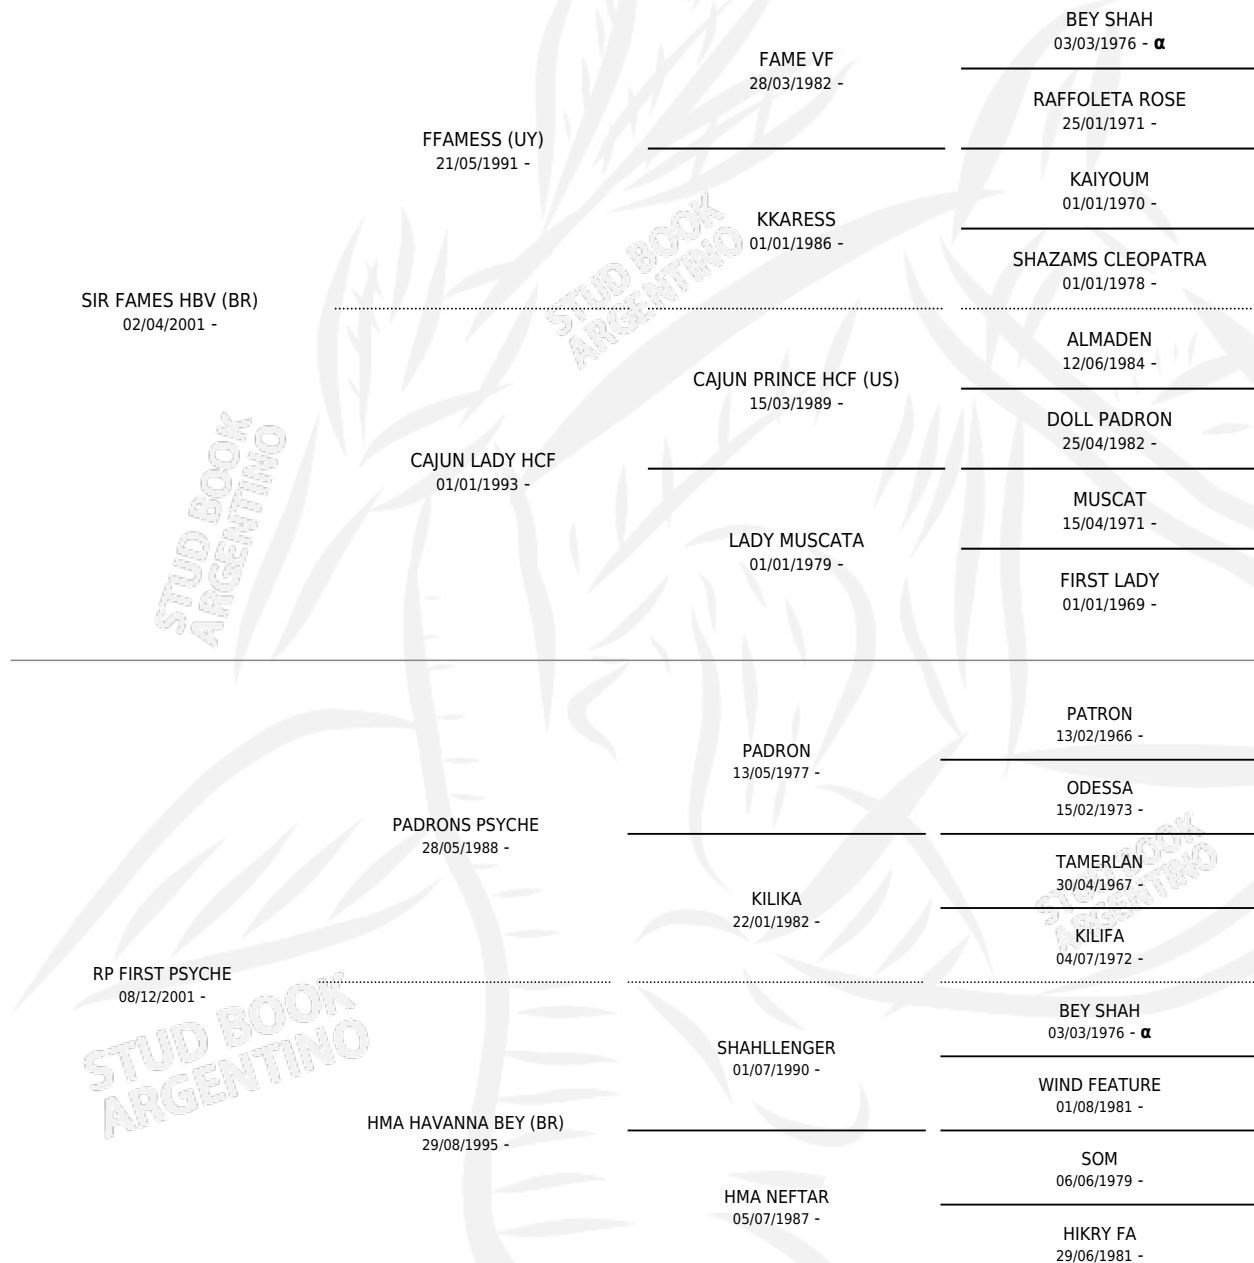 BEY SHAH
03/03/1976 - α
FAME VF
28/03/1982 -
RAFFOLETA ROSE
25/01/1971 -
FFAMESS (UY)
21/05/1991 -
KAIYOUM
01/01/1970 -
KKARESS
01/01/1986 -
SHAZAMS CLEOPATRA
01/01/1978 -
SIR FAMES HBV (BR)
02/04/2001 -
ALMADEN
12/06/1984 -
CAJUN PRINCE HCF (US)
15/03/1989 -
DOLL PADRON
25/04/1982 -
CAJUN LADY HCF
01/01/1993 -
MUSCAT
15/04/1971 -
LADY MUSCATA
01/01/1979 -
FIRST LADY
01/01/1969 -
PATRON
13/02/1966 -
PADRON
13/05/1977 -
ODESSA
15/02/1973 -
PADRONS PSYCHE
28/05/1988 -
TAMERLAN
30/04/1967 -
KILIKA
22/01/1982 -
KILIFA
04/07/1972 -
RP FIRST PSYCHE
08/12/2001 -
BEY SHAH
03/03/1976 - α
SHAHLLENGER
01/07/1990 -
WIND FEATURE
01/08/1981 -
HMA HAVANNA BEY (BR)
29/08/1995 -
SOM
06/06/1979 -
HMA NEFTAR
05/07/1987 -
HIKRY FA
29/06/1981 -
STUD BOOK
ARGENTINO
STUD BOOK
ARGENTINO
STUD BOOK
ARGENTINO
STUD BOOK
ARGENTINO